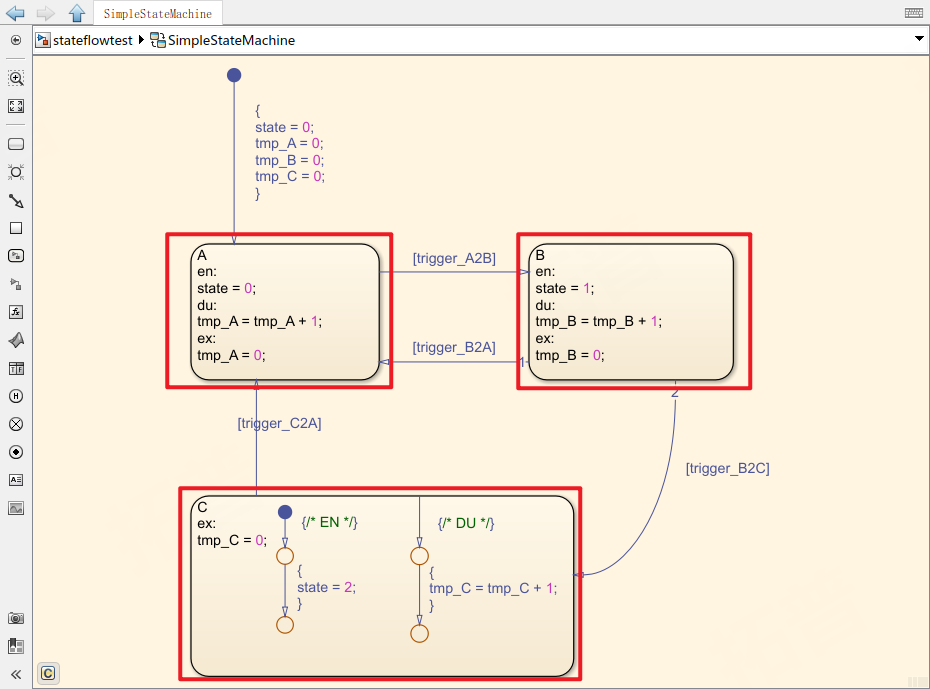 SimpleStateMachine
stateflowtest SimpleStateMachine
{
state = 0;
tmp_A = 0;
tmp_B = 0;
tmp_C = 0;
}
A
en:
state = 0;
du:
tmp_A = tmp_A + 1;
ex:
tmp_A = 0;
[trigger_A2B]
[trigger_B2A]
1
B
en:
state = 1;
du:
tmp_B = tmp_B + 1;
ex:
tmp_B = 0;
2
[trigger_C2A]
[trigger_B2C]
C
ex:
tmp_C = 0;
{/* EN */}
{
state = 2;
}
{/* DU */}
{
tmp_C = tmp_C + 1;
}
C